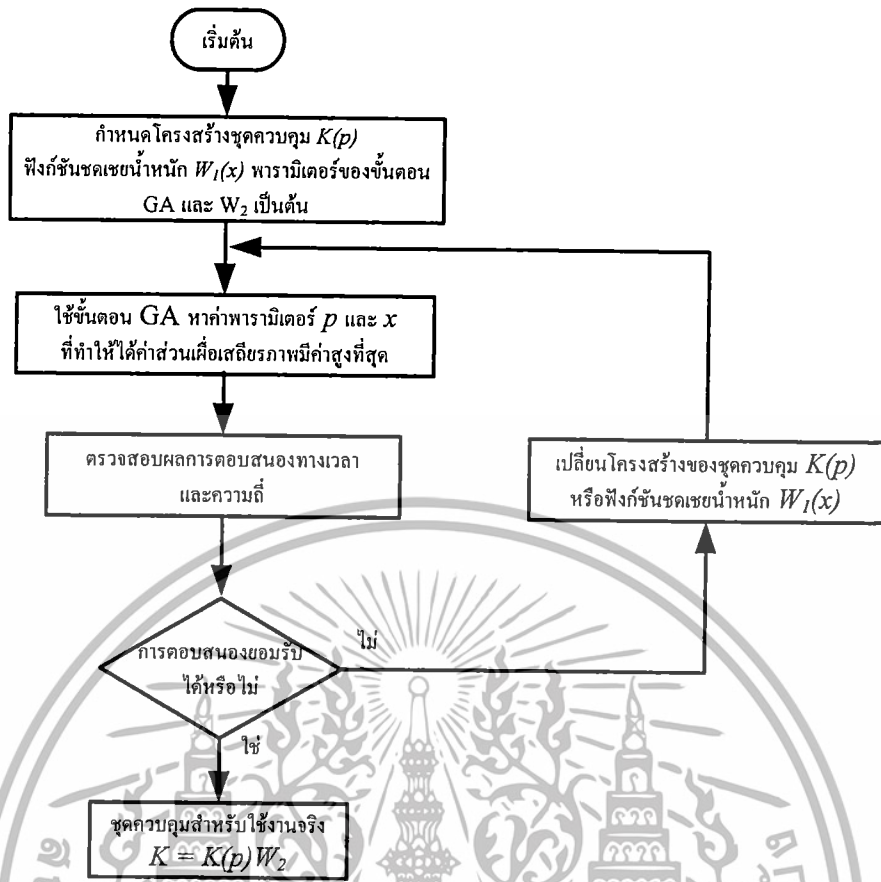 เริ่มต้น
กำหนดโครงสร้างชุดควบคุม K(p)
ฟังก์ชันชดเชยน้ำหนัก W₁(x) พารามิเตอร์ของขั้นตอน
GA และ W₂ เป็นต้น
ใช้ขั้นตอน GA หาค่าพารามิเตอร์ p และ x
ที่ทำให้ได้ค่าส่วนเผื่อเสถียรภาพมีค่าสูงที่สุด
ตรวจสอบผลการตอบสนองทางเวลา
และความถี่
เปลี่ยนโครงสร้างของชุดควบคุม K(p)
หรือฟังก์ชันชดเชยน้ำหนัก W₁(x)
การตอบสนองยอมรับ
ได้หรือไม่
ไม่
ใช่
ชุดควบคุมสำหรับใช้งานจริง
K = K(p)W₂